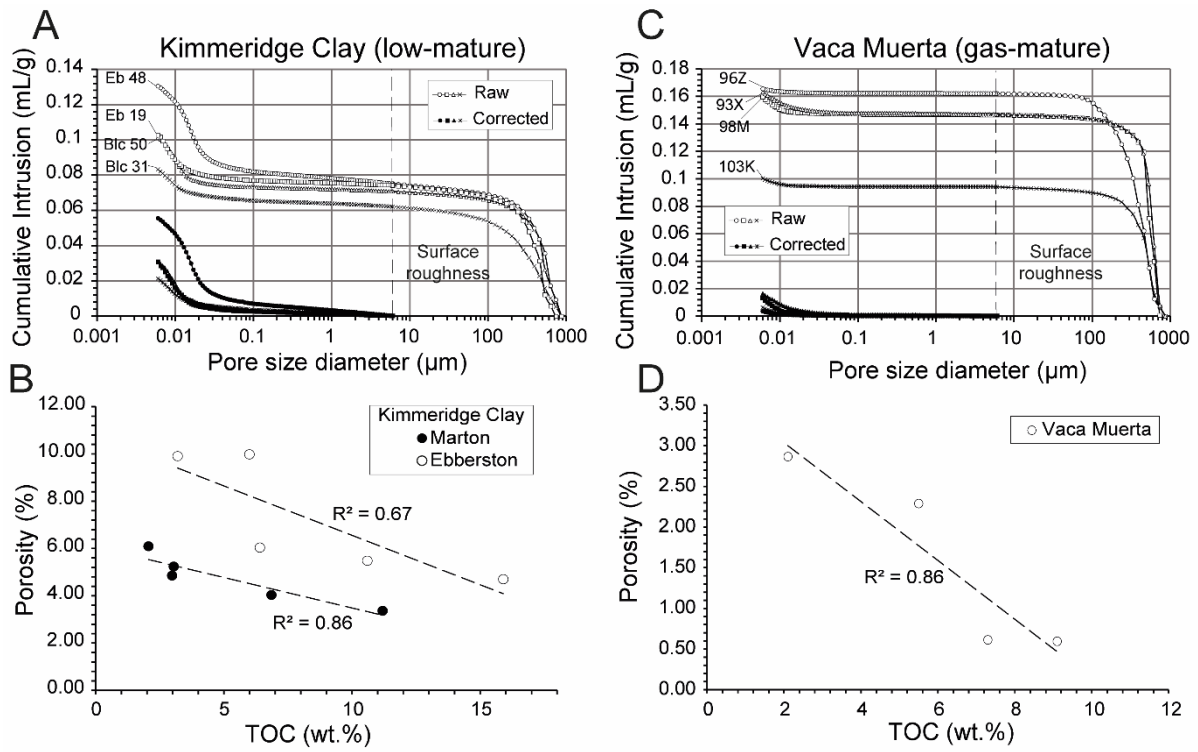 A
Kimmeridge Clay (low-mature)
Cumulative Intrusion (mL/g)
0.14
0.12
0.1
0.08
0.06
0.04
0.02
0
Eb 48
Eb 19
Blc 50
Blc 31
Raw
Corrected
Surface
roughness
0.001
0.01
0.1
1
10
100
1000
Pore size diameter (µm)
C
Vaca Muerta (gas-mature)
Cumulative Intrusion (mL/g)
0.18
0.16
0.14
0.12
0.1
0.08
0.06
0.04
0.02
0
96Z
93X
98M
103K
Raw
Corrected
Surface
roughness
0.001
0.01
0.1
1
10
100
1000
Pore size diameter (µm)
B
Porosity (%)
12.00
10.00
8.00
6.00
4.00
2.00
0.00
Kimmeridge Clay
Marton
Ebberston
R² = 0.67
R² = 0.86
0
5
10
15
TOC (wt.%)
D
Porosity (%)
3.50
3.00
2.50
2.00
1.50
1.00
0.50
0.00
Vaca Muerta
R² = 0.86
0
2
4
6
8
10
12
TOC (wt.%)